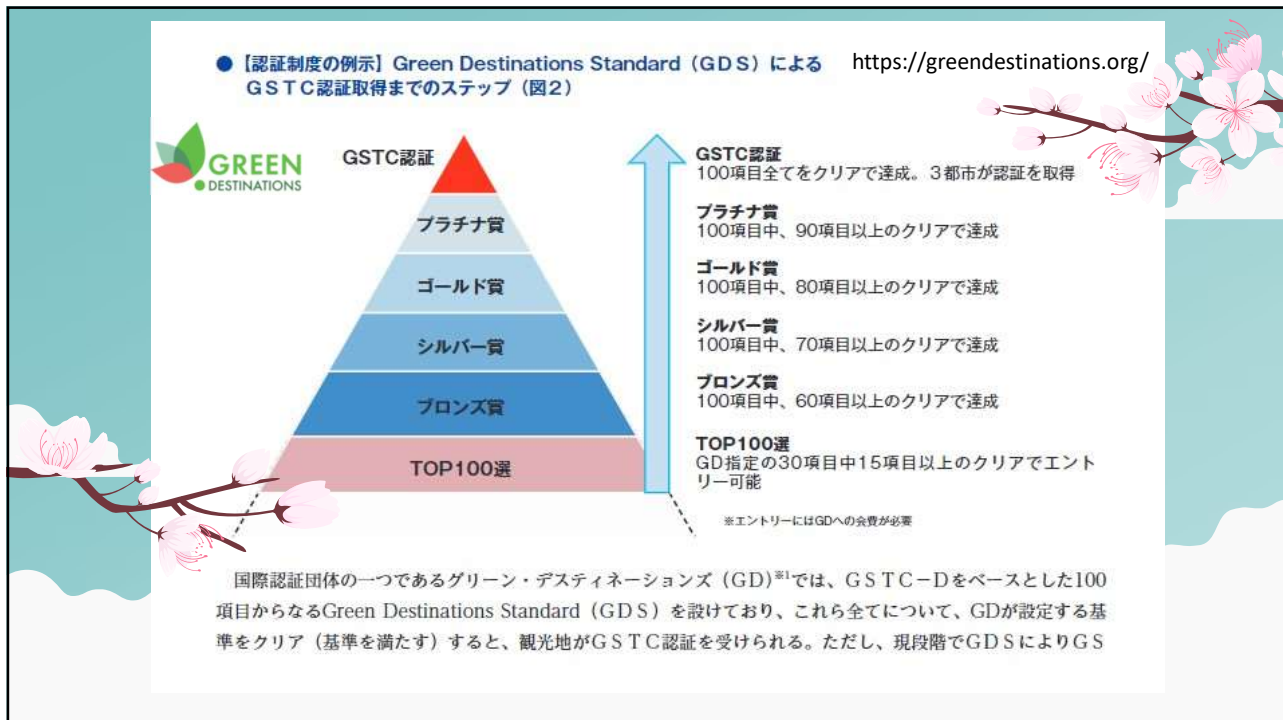 ●【認証制度の例示】Green Destinations Standard(GDS)による
GSTC認証取得までのステップ(図2)
https://greendestinations.org/
GREEN
DESTINATIONS
GSTC認証
プラチナ賞
ゴールド賞
シルバー賞
ブロンズ賞
TOP100選
GSTC認証
100項目全てをクリアで達成。3都市が認証を取得
プラチナ賞
100項目中、90項目以上のクリアで達成
ゴールド賞
100項目中、80項目以上のクリアで達成
シルバー賞
100項目中、70項目以上のクリアで達成
ブロンズ賞
100項目中、60項目以上のクリアで達成
TOP100選
GD指定の30項目中15項目以上のクリアでエント
リー可能
※エントリーにはGDへの会費が必要
国際認証団体の一つであるグリーン・デスティネーションズ(GD)※1では、GSTC-Dをベースとした100
項目からなるGreen Destinations Standard(GDS)を設けており、これら全てについて、GDが設定する基
準をクリア(基準を満たす)すると、観光地がGSTC認証を受けられる。ただし、現段階でGDSによりGS